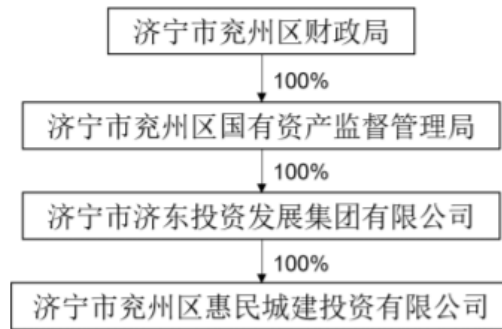 济宁市兖州区财政局
100%
济宁市兖州区国有资产监督管理局
100%
济宁市济东投资发展集团有限公司
100%
济宁市兖州区惠民城建投资有限公司